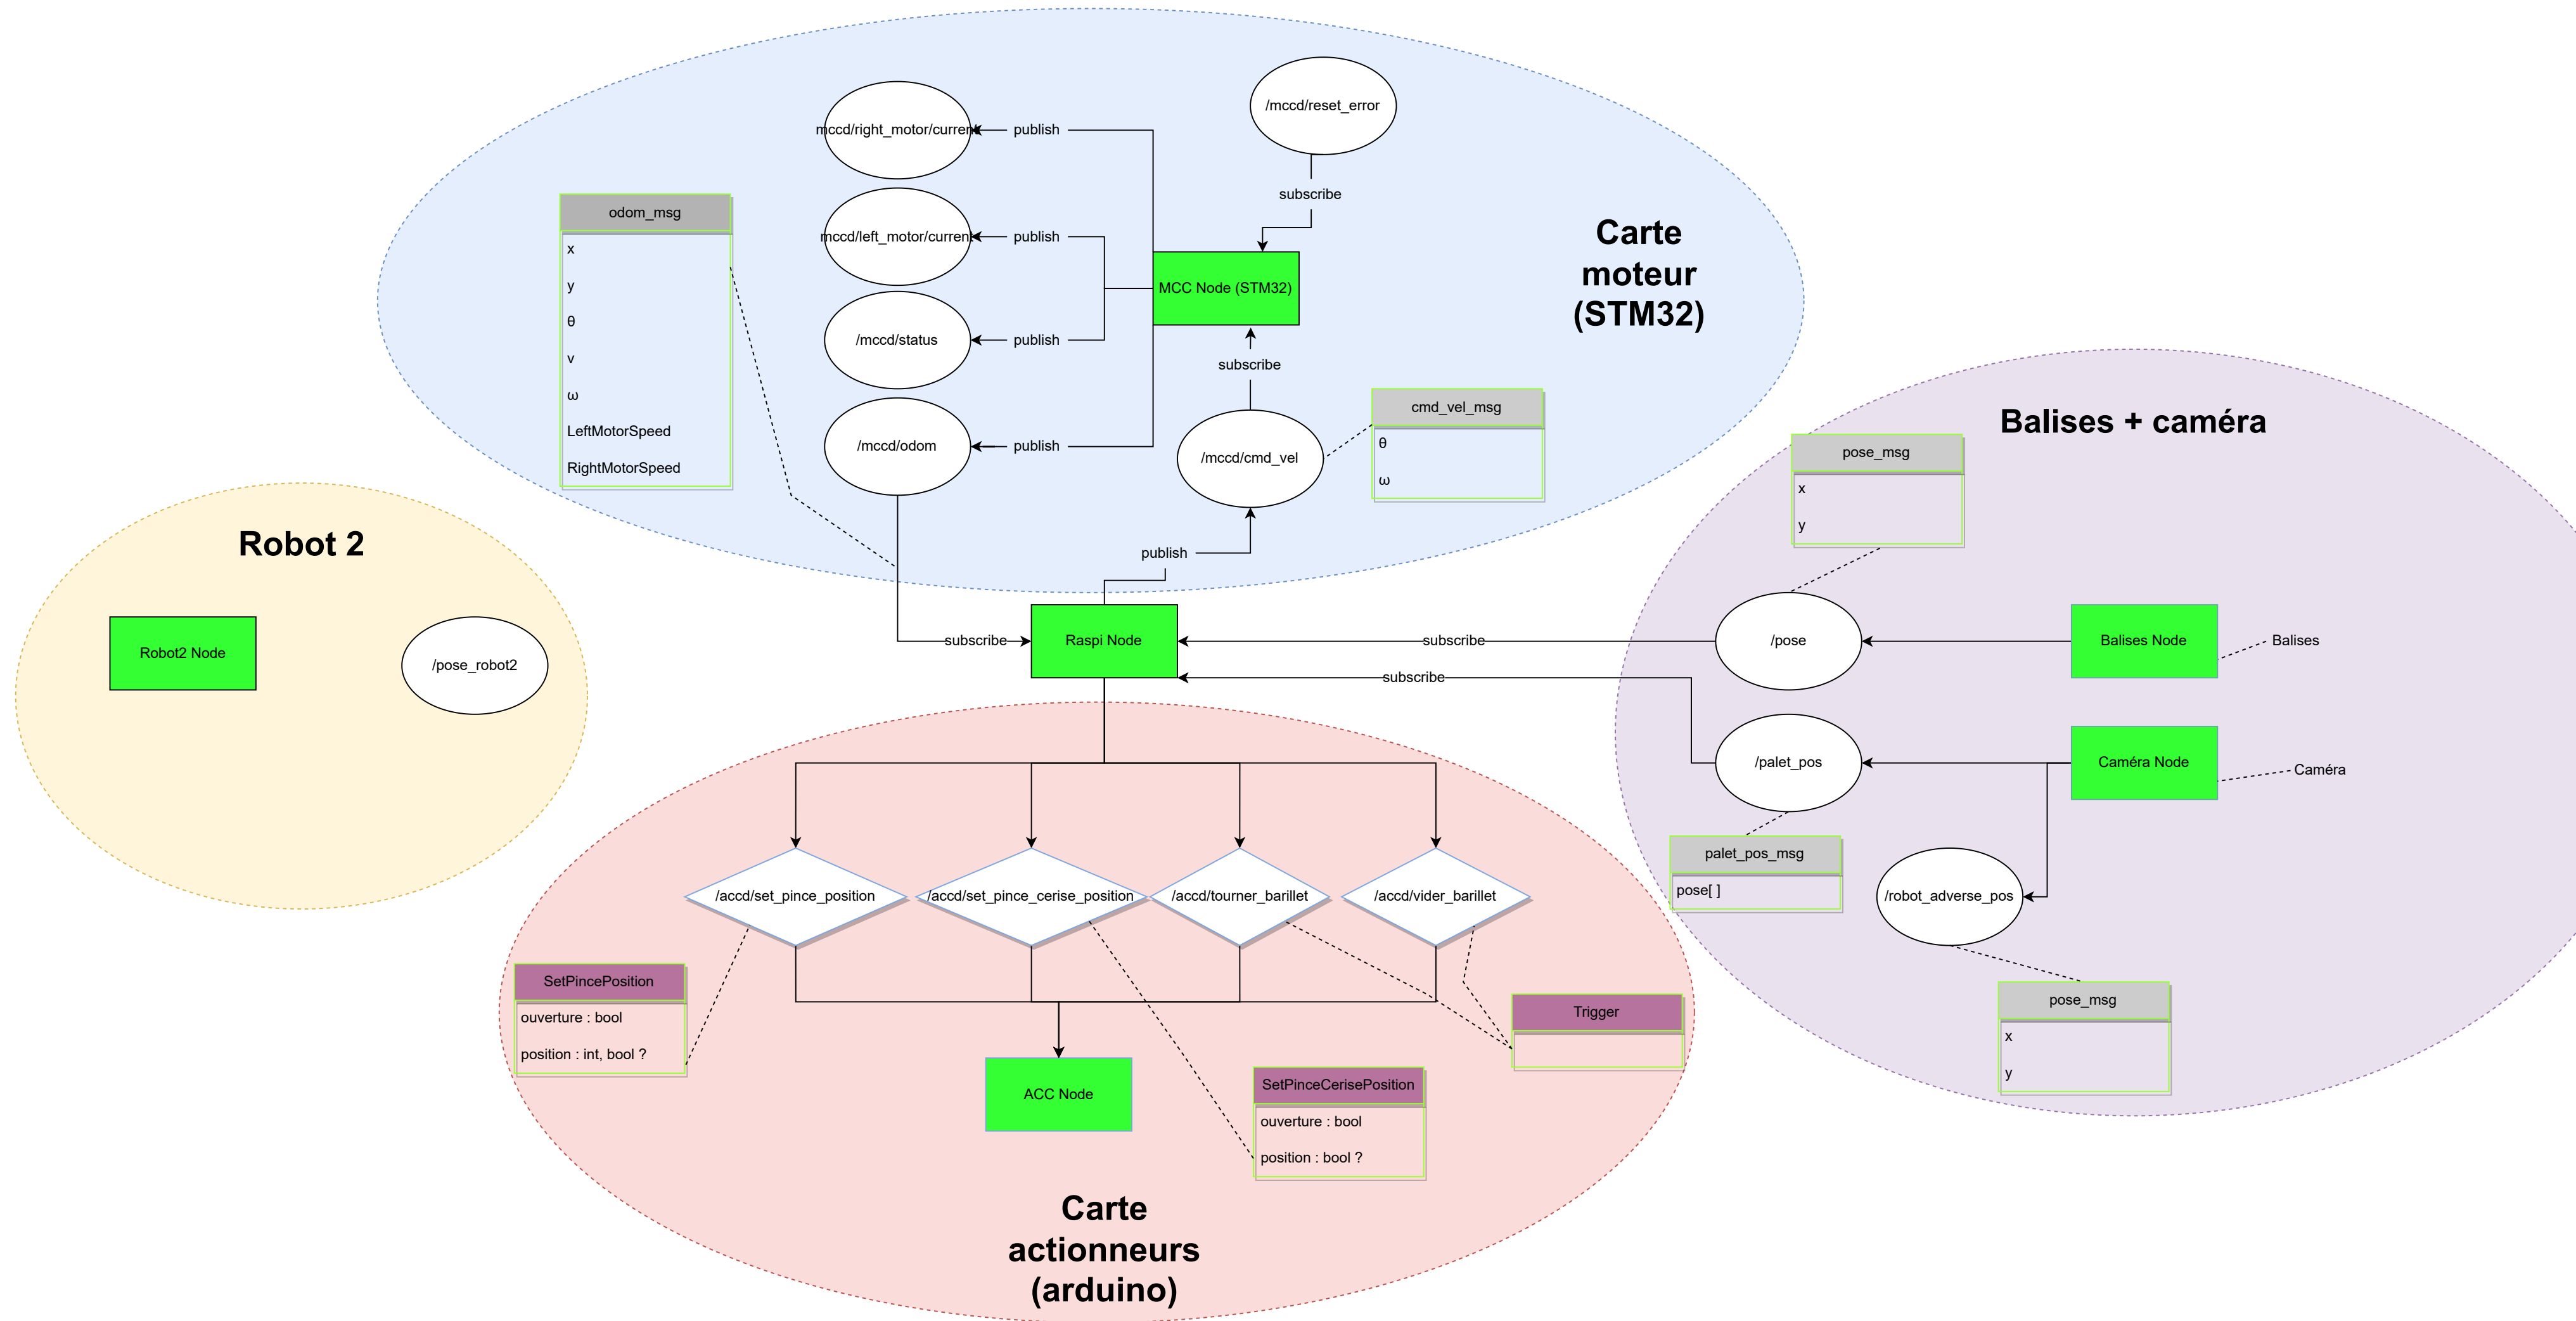 /mccd/reset_error
mccd/right_motor/current
publish
subscribe
odom_msg
x
y
θ
v
ω
LeftMotorSpeed
RightMotorSpeed
mccd/left_motor/current
publish
MCC Node (STM32)
Carte
moteur
(STM32)
/mccd/status
publish
subscribe
/mccd/odom
publish
/mccd/cmd_vel
cmd_vel_msg
θ
ω
publish
Balises + caméra
pose_msg
x
y
Robot 2
Robot2 Node
/pose_robot2
subscribe
Raspi Node
subscribe
/pose
Balises Node
Balises
subscribe
/palet_pos
Caméra Node
Caméra
palet_pos_msg
pose[ ]
/robot_adverse_pos
pose_msg
x
y
/accd/set_pince_position
/accd/set_pince_cerise_position
/accd/tourner_barillet
/accd/vider_barillet
SetPincePosition
ouverture : bool
position : int, bool ?
Trigger
ACC Node
SetPinceCerisePosition
ouverture : bool
position : bool ?
Carte
actionneurs
(arduino)